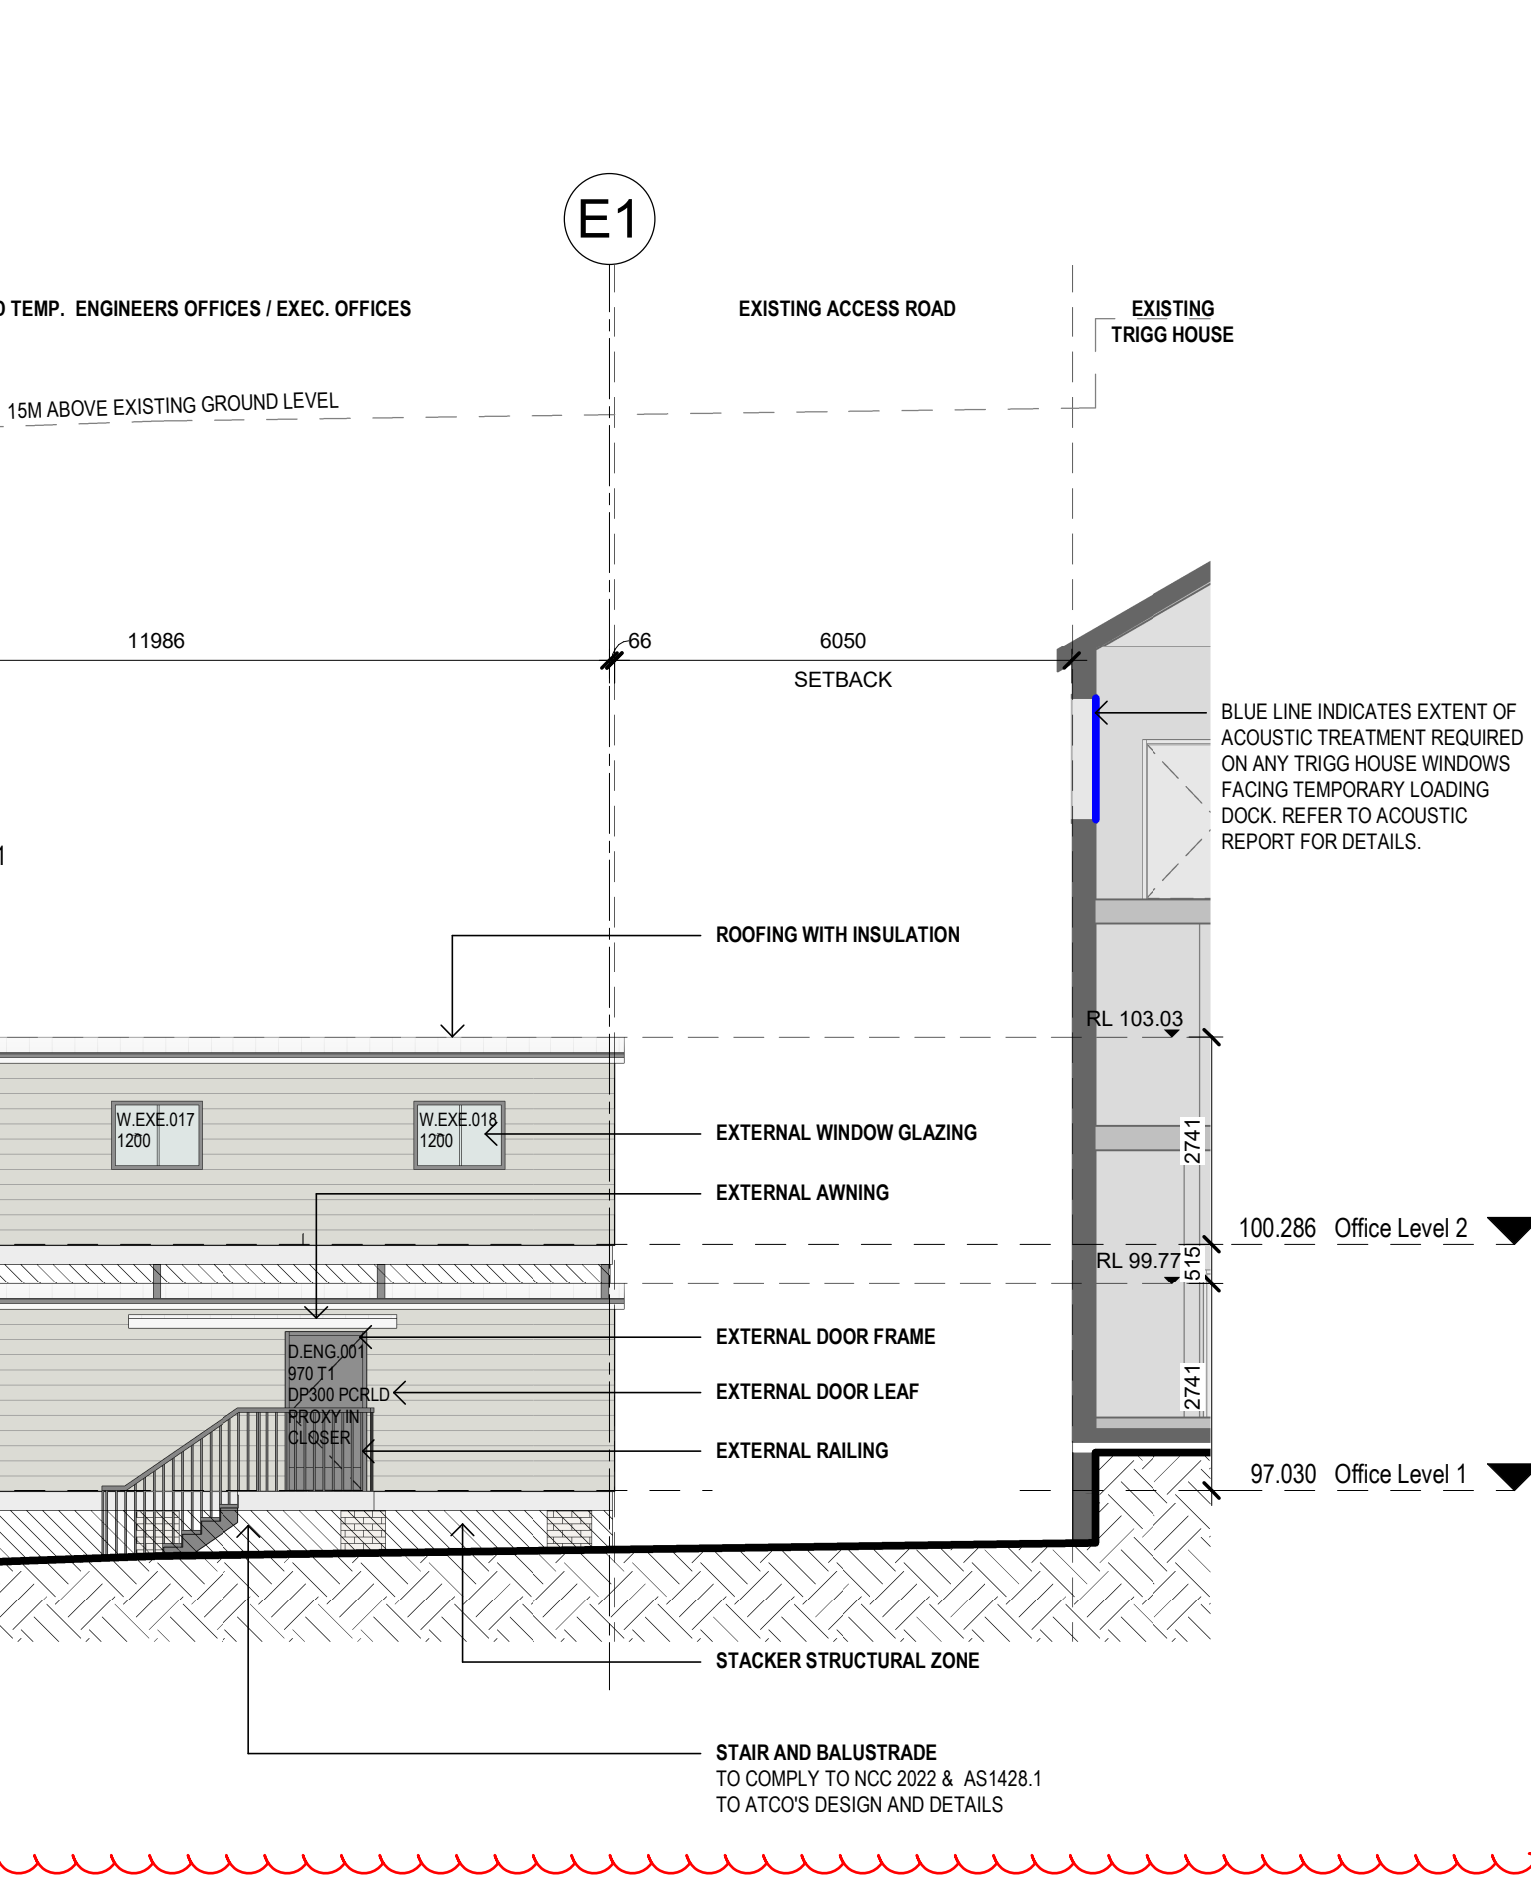 E1
TEMP. ENGINEERS OFFICES / EXEC. OFFICES
EXISTING ACCESS ROAD
EXISTING
TRIGG HOUSE
15M ABOVE EXISTING GROUND LEVEL
11986
66
6050
SETBACK
BLUE LINE INDICATES EXTENT OF
ACOUSTIC TREATMENT REQUIRED
ON ANY TRIGG HOUSE WINDOWS
FACING TEMPORARY LOADING
DOCK. REFER TO ACOUSTIC
REPORT FOR DETAILS.
ROOFING WITH INSULATION
RL 103.03
W.EXE.017
1200
W.EXE.018
1200
EXTERNAL WINDOW GLAZING
2741
EXTERNAL AWNING
100.286 Office Level 2
RL 99.77
515
EXTERNAL DOOR FRAME
D.ENG.001
970 T1
DP300 PCRLD
PROXY IN
CLOSER
EXTERNAL DOOR LEAF
2741
EXTERNAL RAILING
97.030 Office Level 1
STACKER STRUCTURAL ZONE
STAIR AND BALUSTRADE
TO COMPLY TO NCC 2022 & AS1428.1
TO ATCO'S DESIGN AND DETAILS